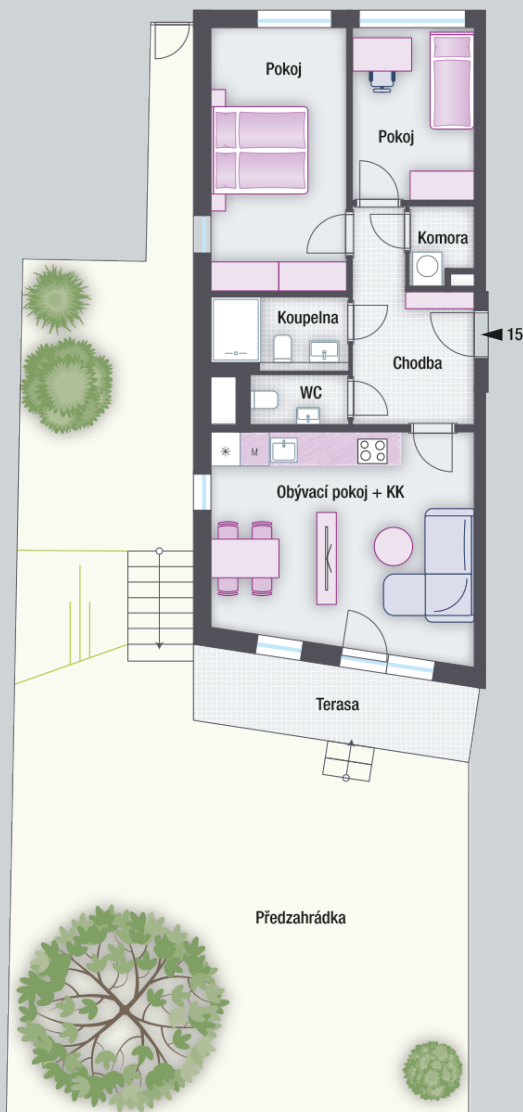 Pokoj
Pokoj
Komora
Koupelna
15
Chodba
WC
M
Obývací pokoj + KK
Terasa
Předzahrádka